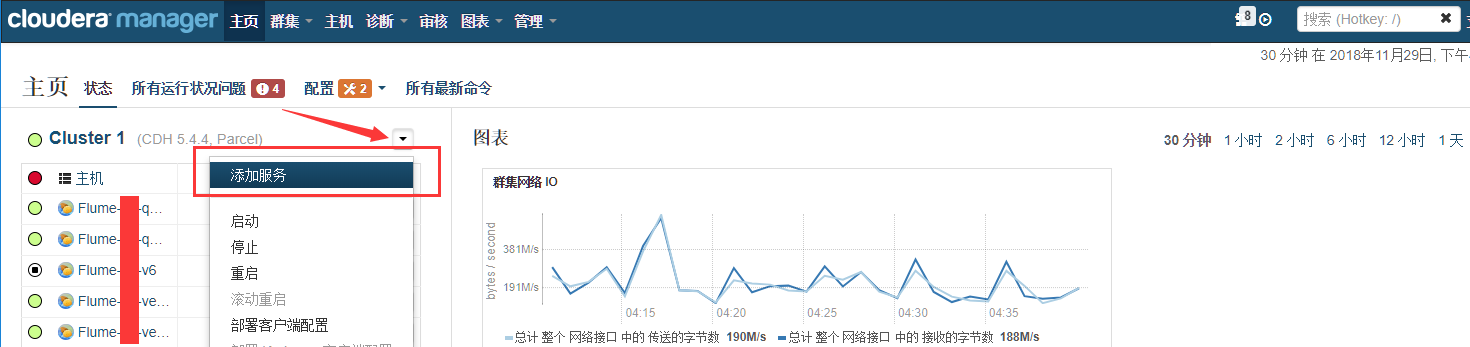 cloudera manager 主页 群集 主机 诊断 审核 图表 管理 8 搜索 (Hotkey: /)
30 分钟 在 2018年11月29日, 下午
主页 状态 所有运行状况问题 4 配置 2 所有最新命令
Cluster 1 (CDH 5.4.4, Parcel)
图表 30 分钟 1 小时 2 小时 6 小时 12 小时 1 天
主机
添加服务
群集网络 IO
Flume- -q...
启动
Flume- -q...
停止
Flume- -v6
重启
Flume- -ve...
滚动重启
Flume- -ve...
部署客户端配置
bytes / second
381M/s
191M/s
04:15 04:20 04:25 04:30 04:35
总计 整个 网络接口 中的 传送的字节数 190M/s 总计 整个 网络接口 中的 接收的字节数 188M/s